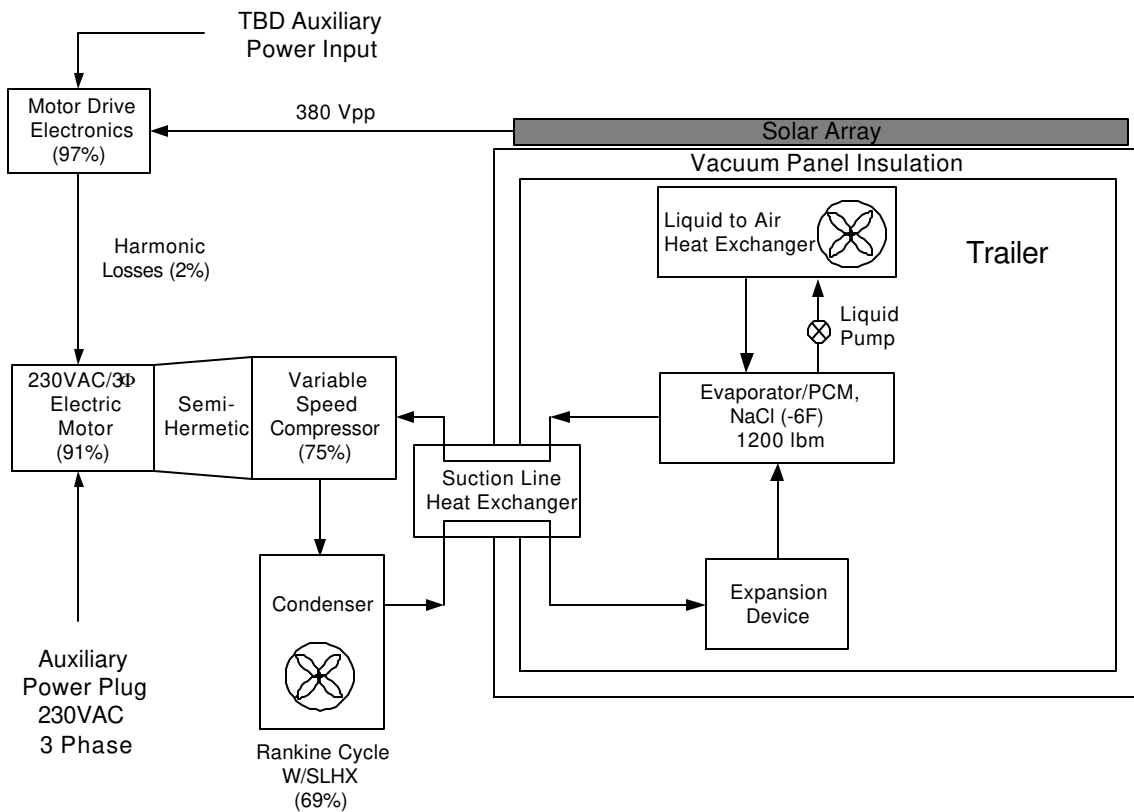 TBD Auxiliary
Power Input
Motor Drive
Electronics
(97%)
380 Vpp
Solar Array
Vacuum Panel Insulation
Liquid to Air
Heat Exchanger
Trailer
Harmonic
Losses (2%)
Liquid
Pump
230VAC/3Φ
Electric
Motor
(91%)
Semi-
Hermetic
Variable
Speed
Compressor
(75%)
Evaporator/PCM,
NaCl (-6F)
1200 lbm
Suction Line
Heat Exchanger
Condenser
Expansion
Device
Auxiliary
Power Plug
230VAC
3 Phase
Rankine Cycle
W/SLHX
(69%)